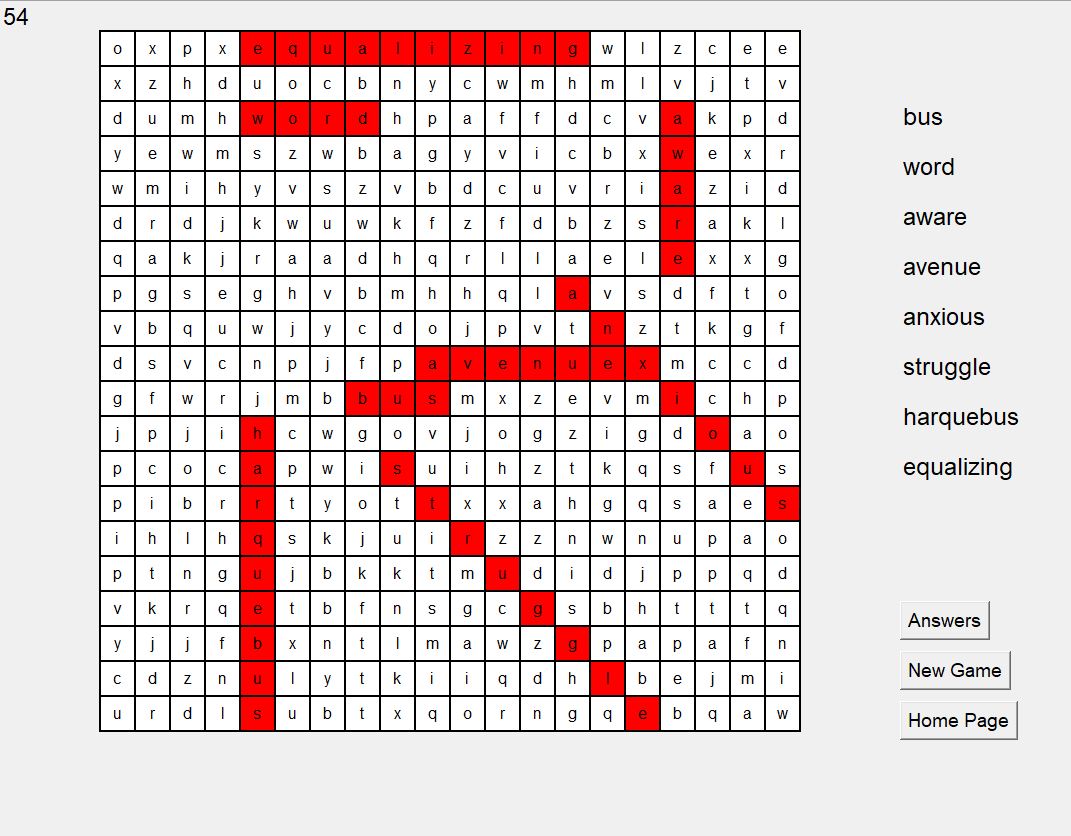 54
o x p x e q u a l i z i n g w l z c e e
x z h d u o c b n y c w m h m l v j t v
d u m h w o r d h p a f f d c v a k p d
y e w m s z w b a g y v i c b x w e x r
w m i h y v s z v b d c u v r i a z i d
d r d j k w u w k f z f d b z s r a k l
q a k j r a a d h q r l l a e l e x x g
p g s e g h v b m h h q l a v s d f t o
v b q u w j y c d o j p v t n z t k g f
d s v c n p j f p a v e n u e x m c c d
g f w r j m b b u s m x z e v m i c h p
j p j i h c w g o v j o g z i g d o a o
p c o c a p w i s u i h z t k q s f u s
p i b r r t y o t t x x a h g q s a e s
i h l h q s k j u i r z z n w n u p a o
p t n g u j b k k t m u d i d j p p q d
v k r q e t b f n s g c g s b h t t t q
y j j f b x n t l m a w z g p a p a f n
c d z n u l y t k i i q d h l b e j m i
u r d l s u b t x q o r n g q e b q a w
bus
word
aware
avenue
anxious
struggle
harquebus
equalizing
Answers
New Game
Home Page